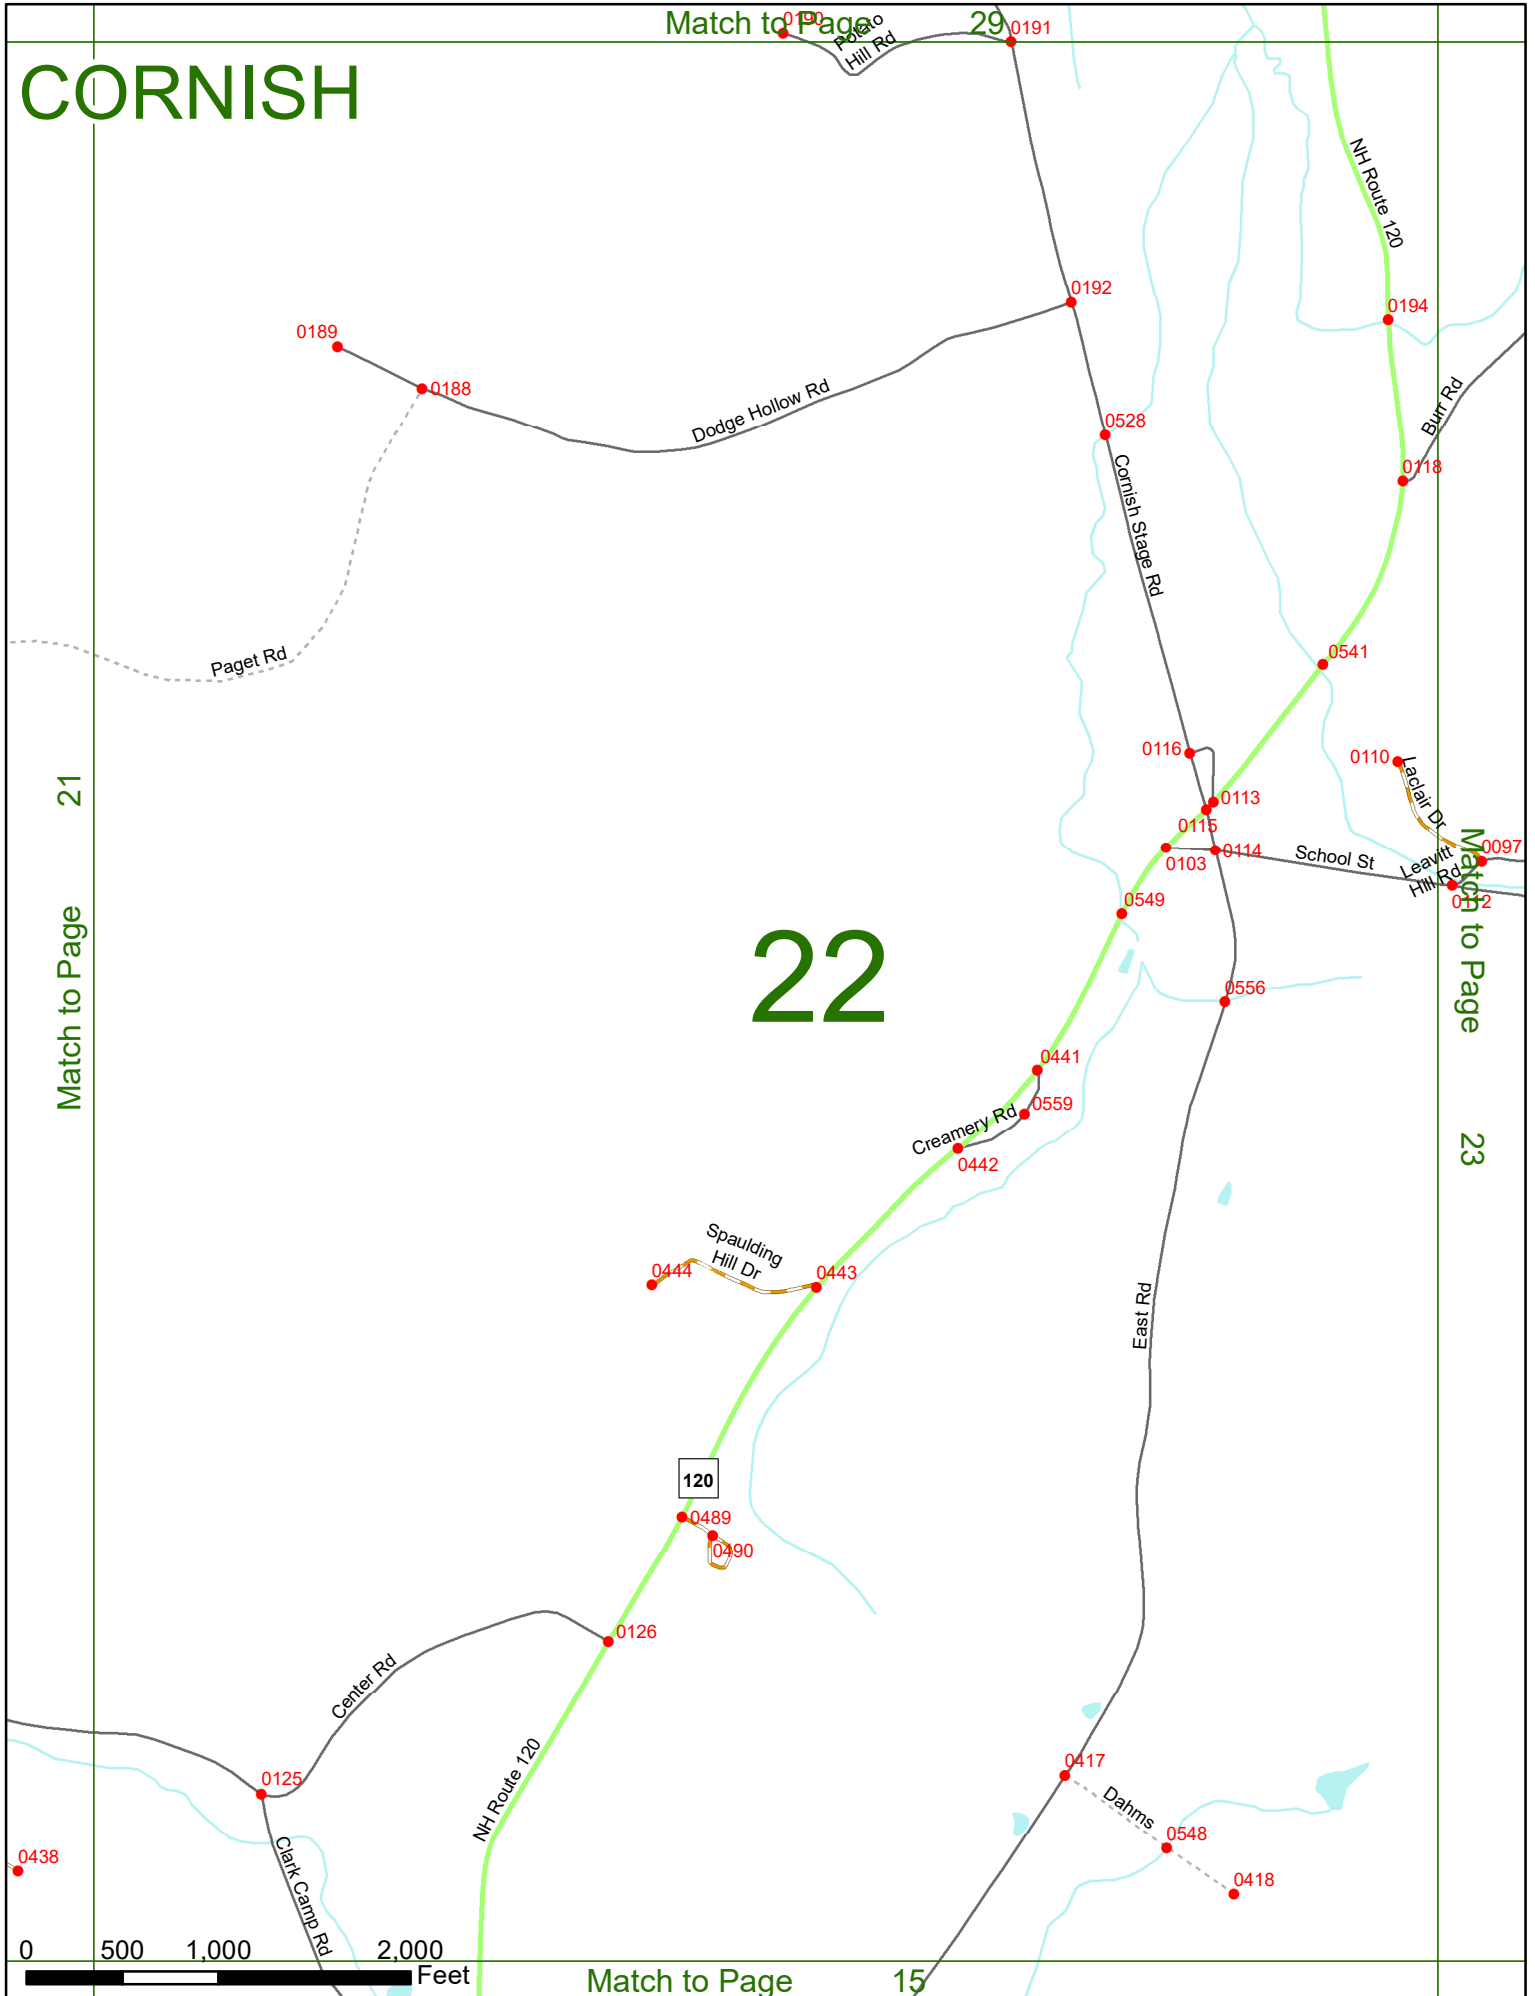 Match to Page 29
0190
Potato
Hill Rd
0191
CORNISH
NH Route 120
0192
0194
0189
0188
Dodge Hollow Rd
Burr Rd
0528
0118
Cornish Stage Rd
Paget Rd
0541
0116
0110
Laclair Dr
0113
0115
0103
0114
School St
Leavitt
Hill Rd
0097
0112
Match to Page 21
Match to Page 23
0549
22
0556
0441
0559
Creamery Rd
0442
Spaulding
Hill Dr
0444
0443
East Rd
120
0489
0490
0126
Center Rd
NH Route 120
0417
0125
Dahms
0548
0438
0418
Clark Camp Rd
0 500 1,000 2,000
Feet
Match to Page 15